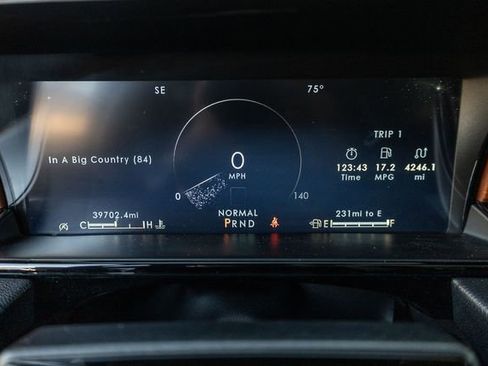 SE 75°
TRIP 1
In A Big Country (84)
0
MPH
123:43 17.2 4246.1
Time MPG mi
0 140
39702.4mi NORMAL 231mi to E
C H PRND E F